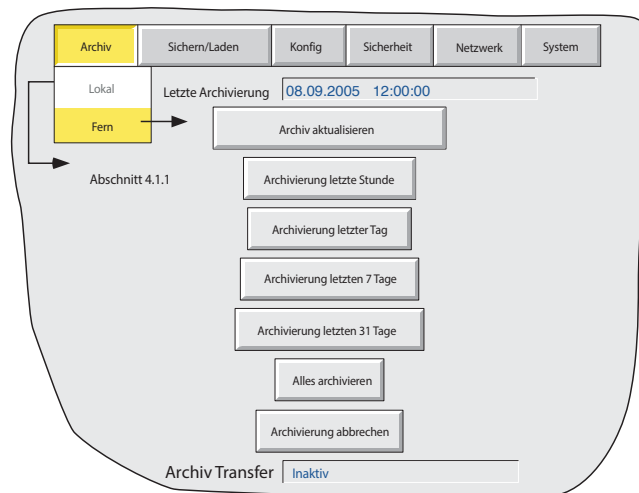 Archiv Sichern/Laden Konfig Sicherheit Netzwerk System
Lokal
Letzte Archivierung 08.09.2005 12:00:00
Fern
Archiv aktualisieren
Abschnitt 4.1.1
Archivierung letzte Stunde
Archivierung letzter Tag
Archivierung letzten 7 Tage
Archivierung letzten 31 Tage
Alles archivieren
Archivierung abbrechen
Archiv Transfer Inaktiv